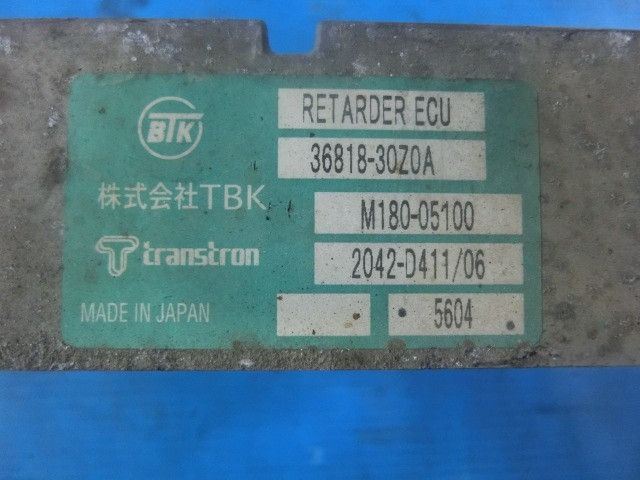 RETARDER ECU
BTK
36818-30Z0A
株式会社TBK
M180-05100
transtron
2042-D411/06
MADE IN JAPAN
5604